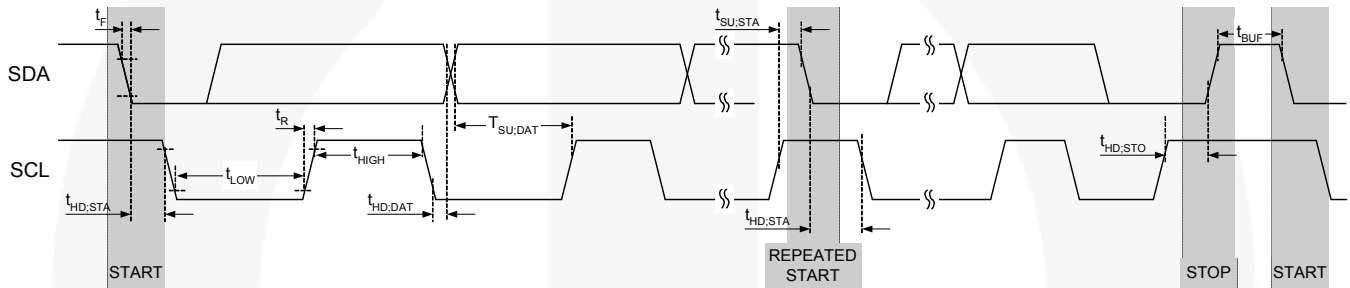 tF
tSU;STA
tBUF
SDA
tR
TSU;DAT
tHIGH
SCL
tLOW
tHD;STO
tHD;STA
tHD;DAT
tHD;STA
START
REPEATED
START
STOP
START